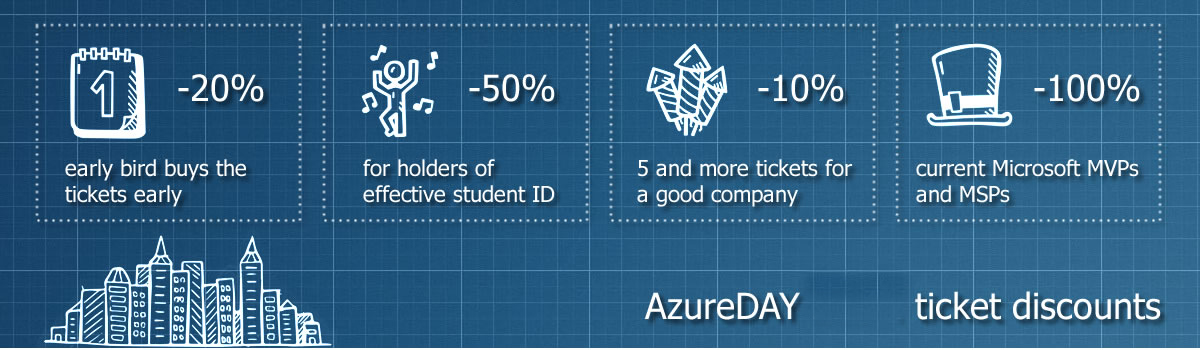 1
-20%
early bird buys the
tickets early
-50%
for holders of
effective student ID
-10%
5 and more tickets for
a good company
-100%
current Microsoft MVPs
and MSPs
AzureDAY
ticket discounts